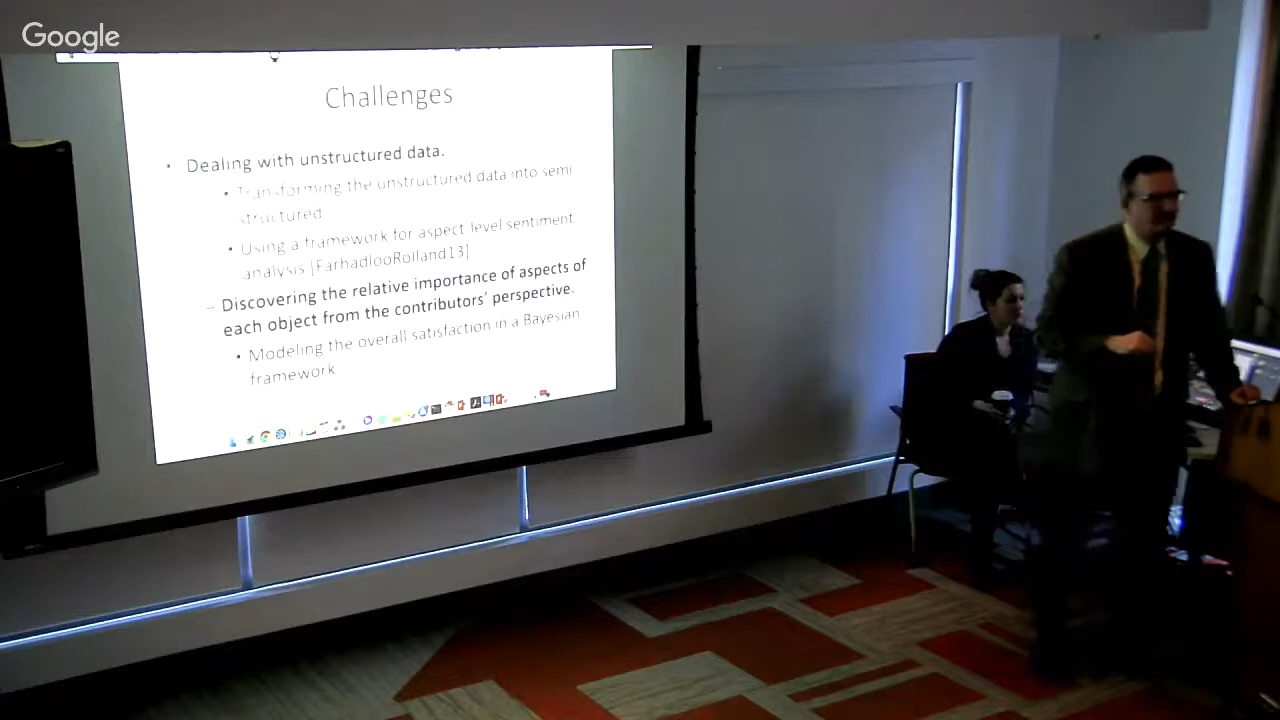 Google
Challenges
• Dealing with unstructured data.
• Transforming the unstructured data into semi
structured
• Using a framework for aspect level sentiment
analysis [FarhadlooRolland13]
– Discovering the relative importance of aspects of
each object from the contributors' perspective.
• Modeling the overall satisfaction in a Bayesian
framework